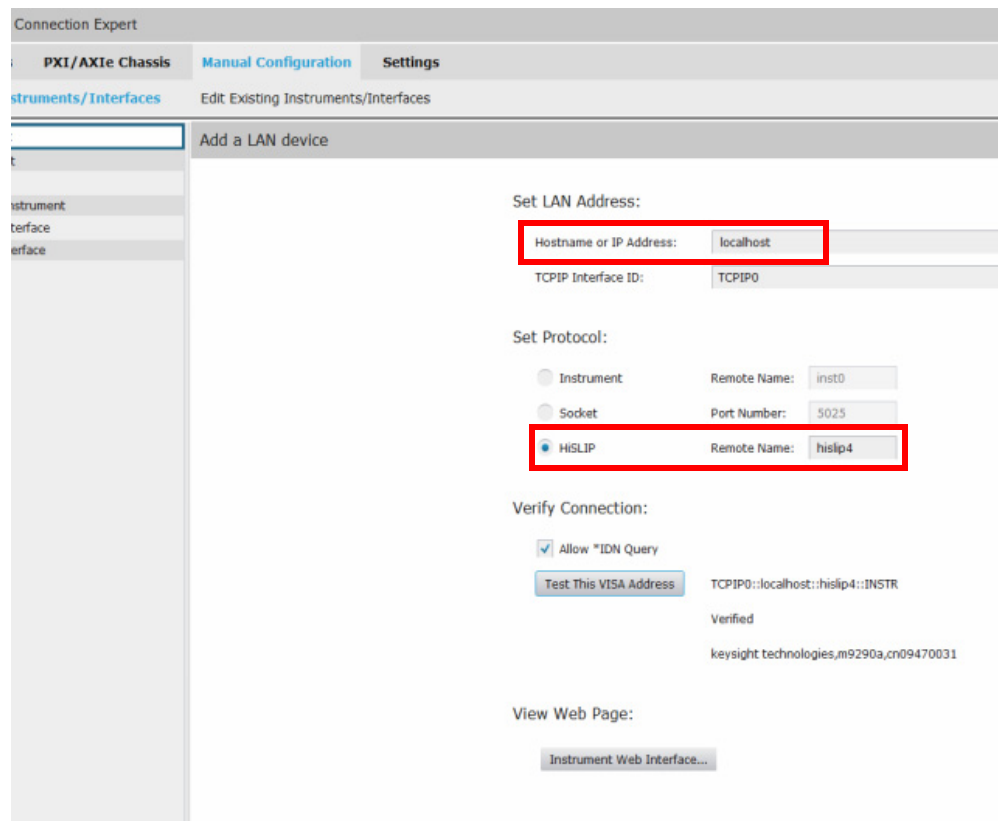 Connection Expert
PXI/AXIe Chassis Manual Configuration Settings
struments/Interfaces Edit Existing Instruments/Interfaces
Add a LAN device
t
nstrument
terface
erface
Set LAN Address:
Hostname or IP Address: localhost
TCPIP Interface ID: TCPIP0
Set Protocol:
Instrument Remote Name: inst0
Socket Port Number: 5025
HiSLIP Remote Name: hislip4
Verify Connection:
Allow *IDN Query
Test This VISA Address TCPIP0::localhost::hislip4::INSTR
Verified
keysight technologies,m9290a,cn09470031
View Web Page:
Instrument Web Interface...